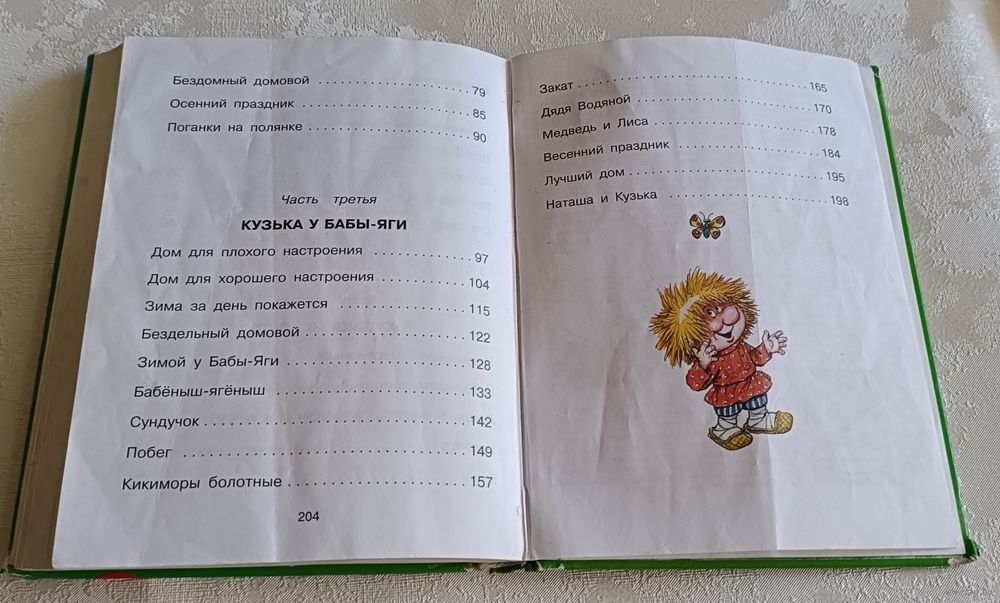 Бездомный домовой . . . . . . . . . . . . . . . . . . . . 79
Осенний праздник . . . . . . . . . . . . . . . . . . . . . 85
Поганки на полянке . . . . . . . . . . . . . . . . . . . . 90
Часть третья
КУЗЬКА У БАБЫ-ЯГИ
Дом для плохого настроения . . . . . . . . . . . . 97
Дом для хорошего настроения . . . . . . . . . . . 104
Зима за день покажется . . . . . . . . . . . . . . . . . 115
Бездельный домовой . . . . . . . . . . . . . . . . . . . . 122
Зимой у Бабы-Яги . . . . . . . . . . . . . . . . . . . . . . 128
Бабёныш-ягёныш . . . . . . . . . . . . . . . . . . . . . . . 133
Сундучок . . . . . . . . . . . . . . . . . . . . . . . . . . . . . . 142
Побег . . . . . . . . . . . . . . . . . . . . . . . . . . . . . . . . . 149
Кикиморы болотные . . . . . . . . . . . . . . . . . . . . 157
204
Закат . . . . . . . . . . . . . . . . . . . . . . . . . . . . . . . . 165
Дядя Водяной . . . . . . . . . . . . . . . . . . . . . . . . . 170
Медведь и Лиса . . . . . . . . . . . . . . . . . . . . . . . 178
Весенний праздник . . . . . . . . . . . . . . . . . . . . 184
Лучший дом . . . . . . . . . . . . . . . . . . . . . . . . . . 195
Наташа и Кузька . . . . . . . . . . . . . . . . . . . . . . 198